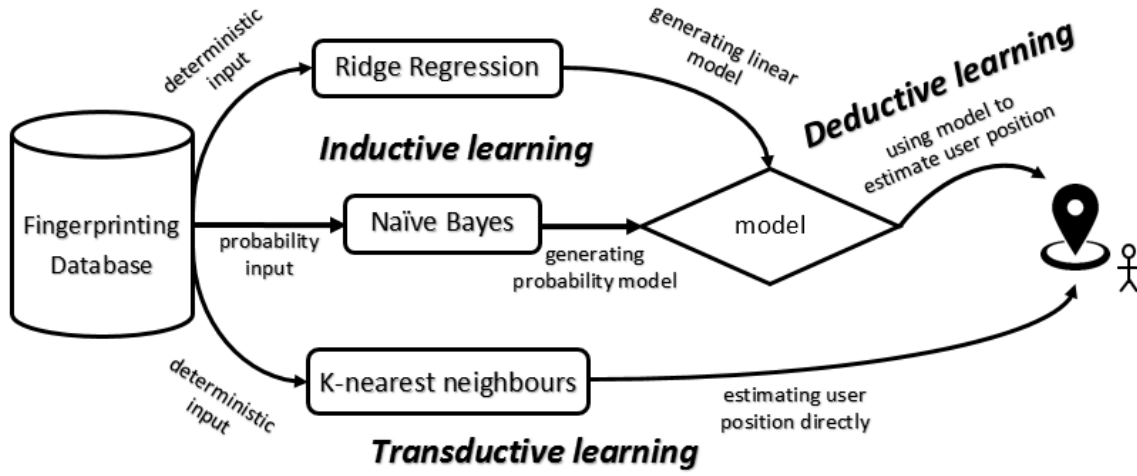 deterministic
input
Ridge Regression
generating linear
model
Deductive learning
using model to
estimate user position
Inductive learning
Fingerprinting
Database
probability
input
Naïve Bayes
generating
probability model
model
deterministic
input
K-nearest neighbours
estimating user
position directly
Transductive learning